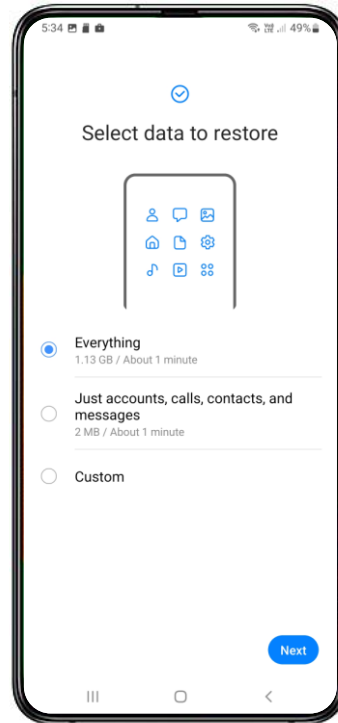 5:34 49%
Select data to restore
Everything
1.13 GB / About 1 minute
Just accounts, calls, contacts, and
messages
2 MB / About 1 minute
Custom
Next